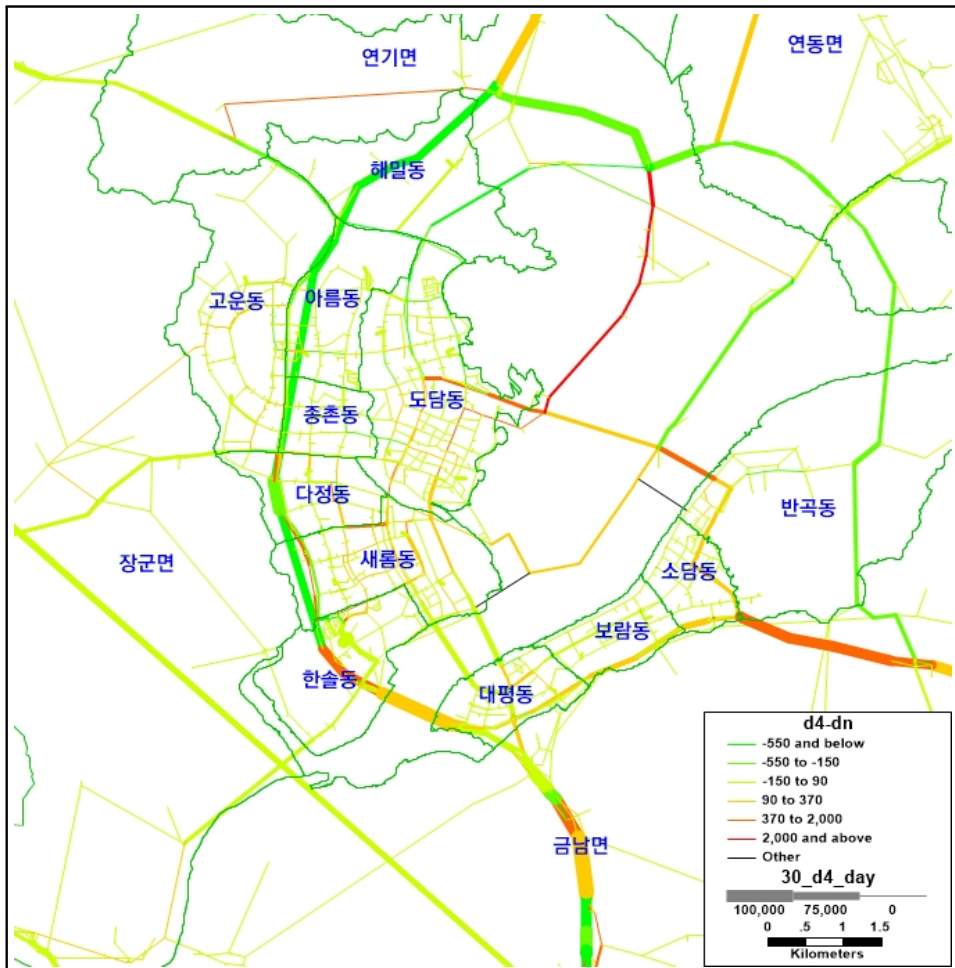 연기면
연동면
해밀동
고운동
아름동
종촌동
도담동
다정동
반곡동
장군면
새롬동
소담동
보람동
한솔동
대평동
금남면
d4-dn
-550 and below
-550 to -150
-150 to 90
90 to 370
370 to 2,000
2,000 and above
Other
30_d4_day
100,000 75,000 0
0 .5 1 1.5
Kilometers